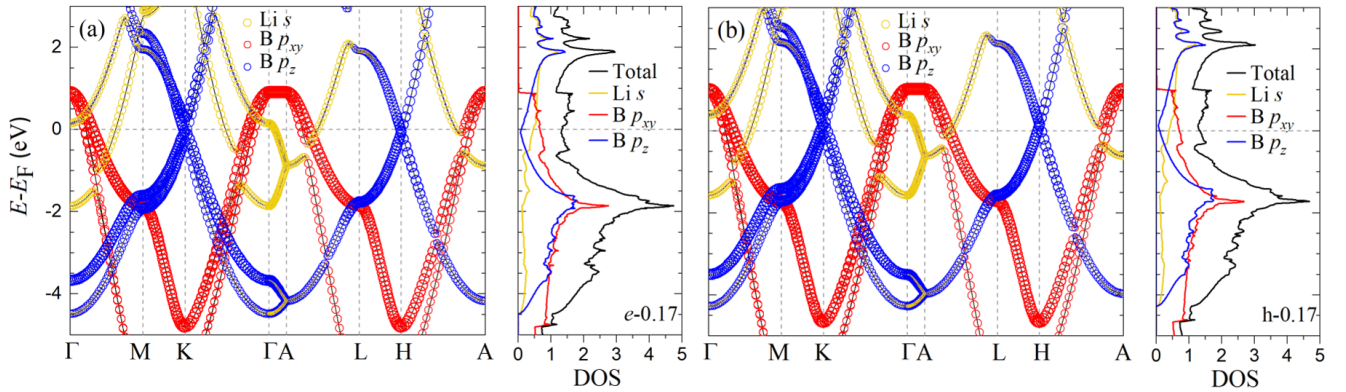 (a)
Li s
B pxy
B pz
E-EF (eV)
2
0
-2
-4
Γ M K Γ A L H A
Total
Li s
B pxy
B pz
e-0.17
0 1 2 3 4 5
DOS
(b)
Li s
B pxy
B pz
Γ M K Γ A L H A
Total
Li s
B pxy
B pz
h-0.17
0 1 2 3 4 5
DOS